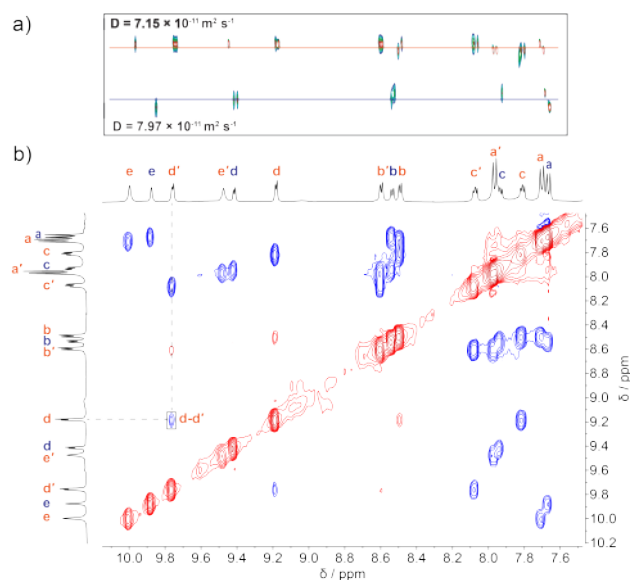 a)
D = 7.15 × 10⁻¹¹ m² s⁻¹
D = 7.97 × 10⁻¹¹ m² s⁻¹
b)
e e d' e' d d b' b b c' a' c c a a
a a
c
c
a'
c'
b
b
b'
d
d-d'
d
e'
d'
e
e
7.6
7.8
8.0
8.2
8.4
8.6
8.8
9.0
9.2
9.4
9.6
9.8
10.0
10.2
δ / ppm
10.0 9.8 9.6 9.4 9.2 9.0 8.8 8.6 8.4 8.2 8.0 7.8 7.6
δ / ppm